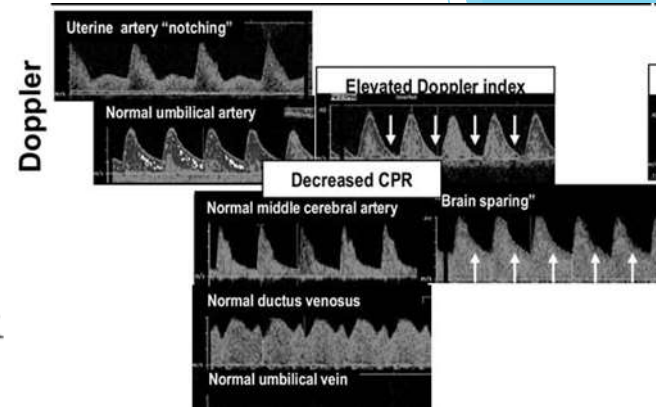 Doppler
Uterine artery “notching”
Normal umbilical artery
Elevated Doppler index
Decreased CPR
Normal middle cerebral artery
"Brain sparing"
Normal ductus venosus
Normal umbilical vein